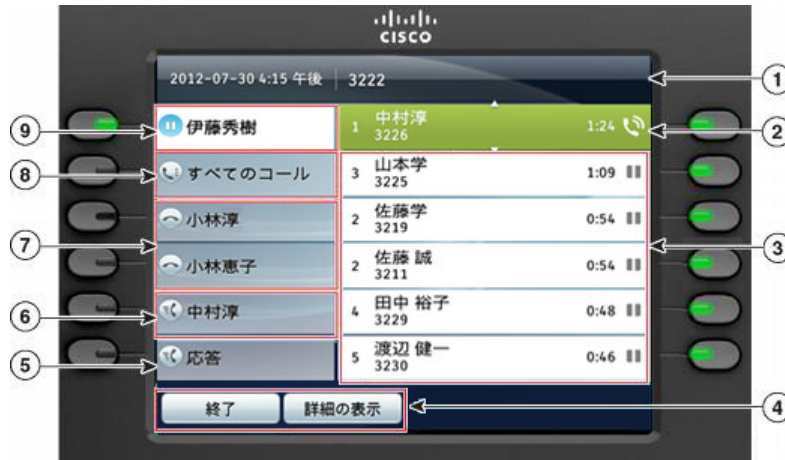 CISCO
2012-07-30 4:15 午後 3222
1
9
伊藤秀樹
1 中村淳 1:24
3226
2
8
すべてのコール
3 山本学 1:09
3225
7
小林淳
2 佐藤学 0:54
3219
3
小林恵子
2 佐藤 誠 0:54
3211
6
中村淳
4 田中 裕子 0:48
3229
5
応答
5 渡辺 健一 0:46
3230
終了 詳細の表示
4